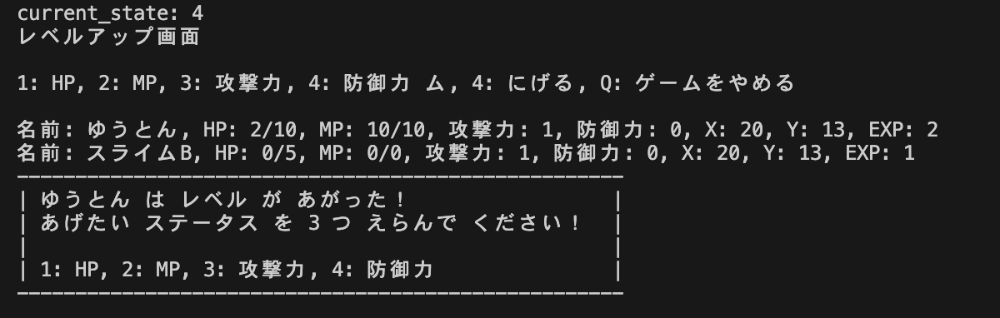 current_state: 4
レベルアップ画面
1: HP, 2: MP, 3: 攻撃力, 4: 防御力 ム, 4: にげる, Q: ゲームをやめる
名前: ゆうとん, HP: 2/10, MP: 10/10, 攻撃力: 1, 防御力: 0, X: 20, Y: 13, EXP: 2
名前: スライムB, HP: 0/5, MP: 0/0, 攻撃力: 1, 防御力: 0, X: 20, Y: 13, EXP: 1
----------------------------------------------------
| ゆうとん は レベル が あがった！ |
| あげたい ステータス を 3 つ えらんで ください！ |
| |
| 1: HP, 2: MP, 3: 攻撃力, 4: 防御力 |
----------------------------------------------------